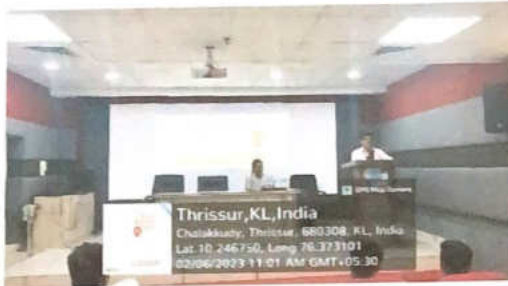 GPS Map Camera
Thrissur,KL,India
Chalakkudy, Thrissur, 680308, KL, India
Lat 10.246750, Long 76.323101
02/06/2023 11:01 AM GMT+05:30